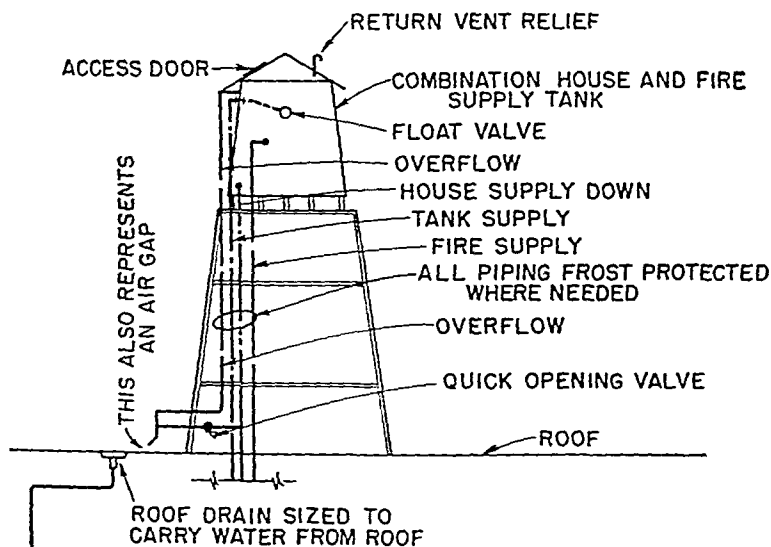 RETURN VENT RELIEF
ACCESS DOOR
COMBINATION HOUSE AND FIRE
SUPPLY TANK
FLOAT VALVE
OVERFLOW
HOUSE SUPPLY DOWN
TANK SUPPLY
FIRE SUPPLY
ALL PIPING FROST PROTECTED
WHERE NEEDED
THIS ALSO REPRESENTS
AN AIR GAP
OVERFLOW
QUICK OPENING VALVE
ROOF
ROOF DRAIN SIZED TO
CARRY WATER FROM ROOF